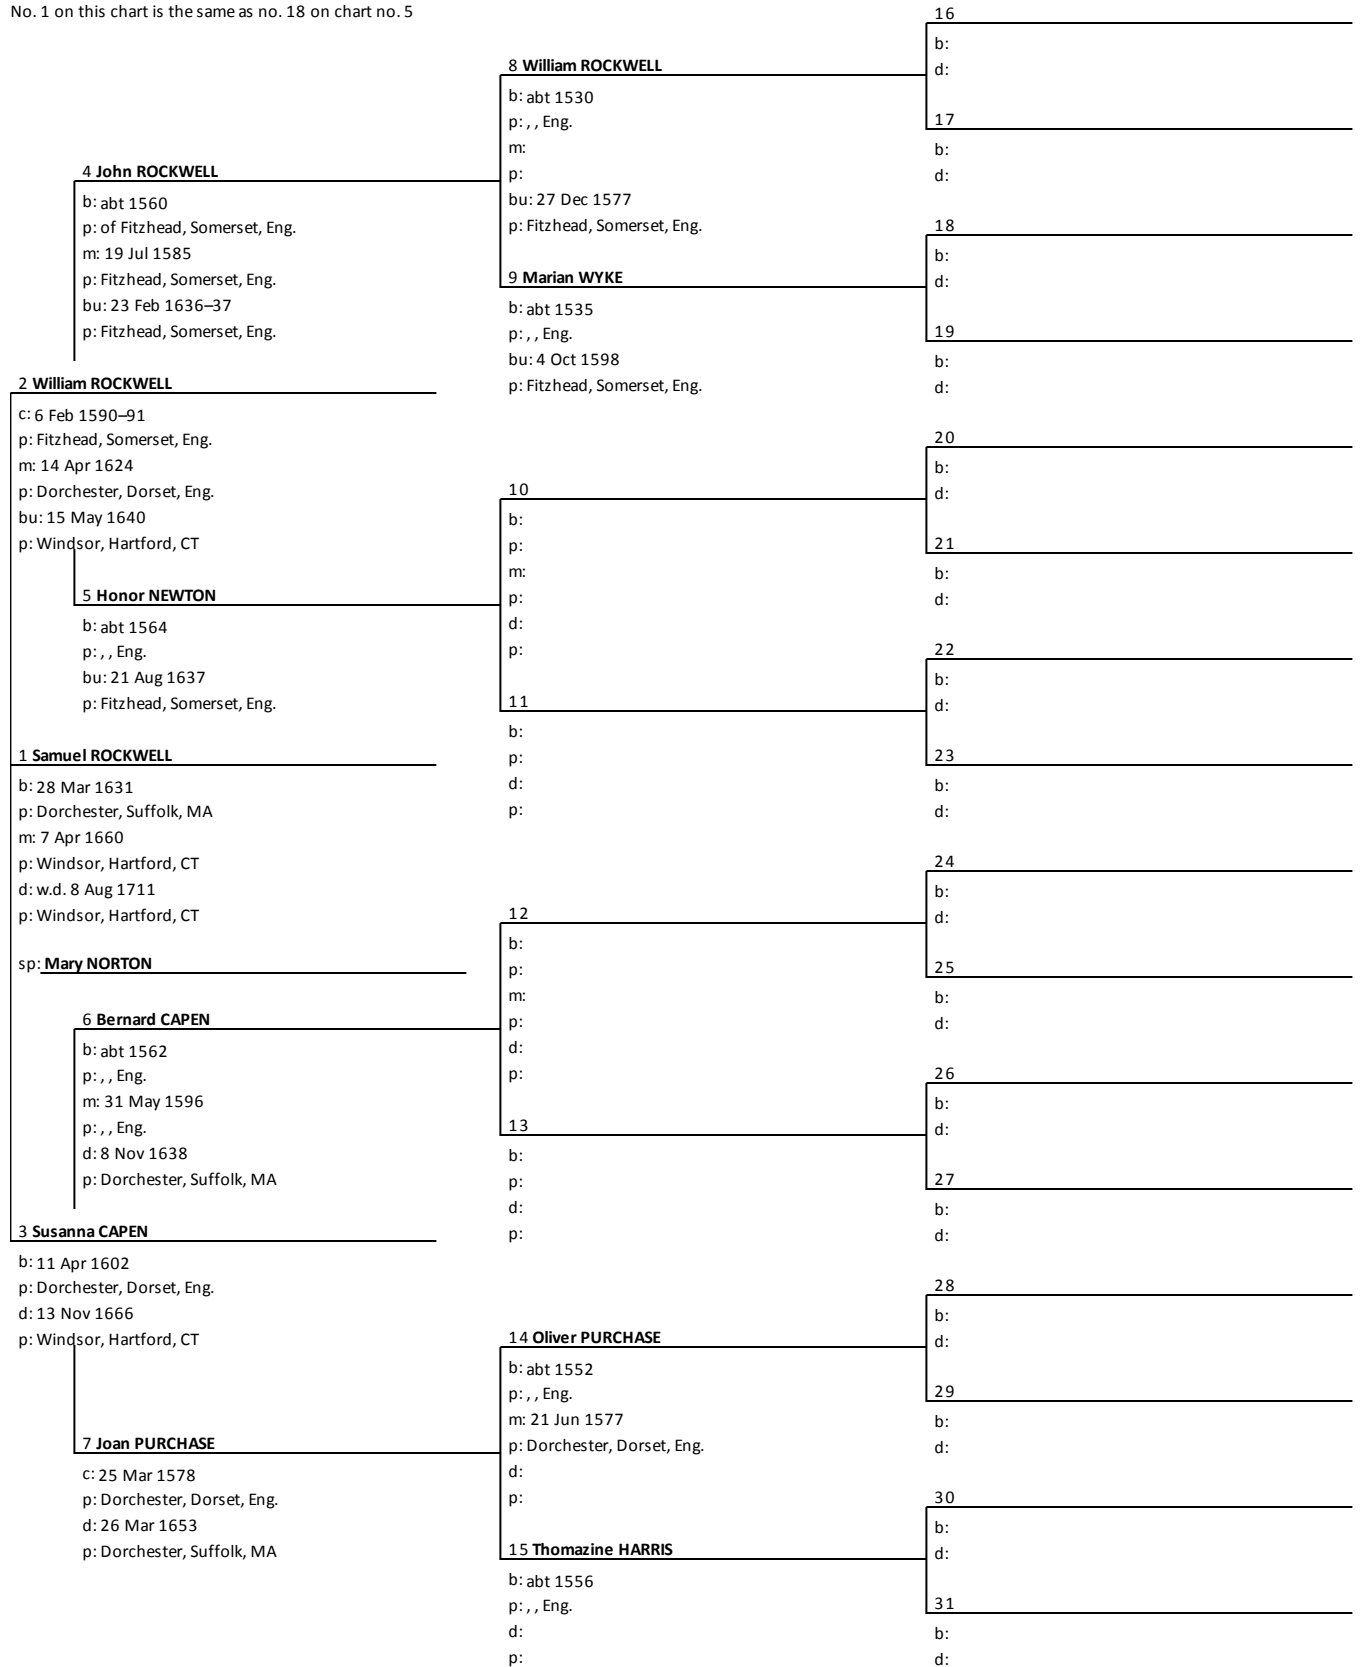 No. 1 on this chart is the same as no. 18 on chart no. 5
16
b:
d:
8 William ROCKWELL
b: abt 1530
p: , , Eng.
m:
p:
bu: 27 Dec 1577
p: Fitzhead, Somerset, Eng.
17
b:
d:
4 John ROCKWELL
b: abt 1560
p: of Fitzhead, Somerset, Eng.
m: 19 Jul 1585
p: Fitzhead, Somerset, Eng.
bu: 23 Feb 1636–37
p: Fitzhead, Somerset, Eng.
18
b:
d:
9 Marian WYKE
b: abt 1535
p: , , Eng.
bu: 4 Oct 1598
p: Fitzhead, Somerset, Eng.
19
b:
d:
2 William ROCKWELL
c: 6 Feb 1590–91
p: Fitzhead, Somerset, Eng.
m: 14 Apr 1624
p: Dorchester, Dorset, Eng.
bu: 15 May 1640
p: Windsor, Hartford, CT
20
b:
d:
10
b:
p:
m:
p:
d:
p:
21
b:
d:
5 Honor NEWTON
b: abt 1564
p: , , Eng.
bu: 21 Aug 1637
p: Fitzhead, Somerset, Eng.
22
b:
d:
11
b:
p:
d:
p:
23
b:
d:
1 Samuel ROCKWELL
b: 28 Mar 1631
p: Dorchester, Suffolk, MA
m: 7 Apr 1660
p: Windsor, Hartford, CT
d: w.d. 8 Aug 1711
p: Windsor, Hartford, CT
sp: Mary NORTON
24
b:
d:
12
b:
p:
m:
p:
d:
p:
25
b:
d:
6 Bernard CAPEN
b: abt 1562
p: , , Eng.
m: 31 May 1596
p: , , Eng.
d: 8 Nov 1638
p: Dorchester, Suffolk, MA
26
b:
d:
13
b:
p:
d:
p:
27
b:
d:
3 Susanna CAPEN
b: 11 Apr 1602
p: Dorchester, Dorset, Eng.
d: 13 Nov 1666
p: Windsor, Hartford, CT
28
b:
d:
14 Oliver PURCHASE
b: abt 1552
p: , , Eng.
m: 21 Jun 1577
p: Dorchester, Dorset, Eng.
d:
p:
29
b:
d:
7 Joan PURCHASE
c: 25 Mar 1578
p: Dorchester, Dorset, Eng.
d: 26 Mar 1653
p: Dorchester, Suffolk, MA
30
b:
d:
15 Thomazine HARRIS
b: abt 1556
p: , , Eng.
d:
p:
31
b:
d: